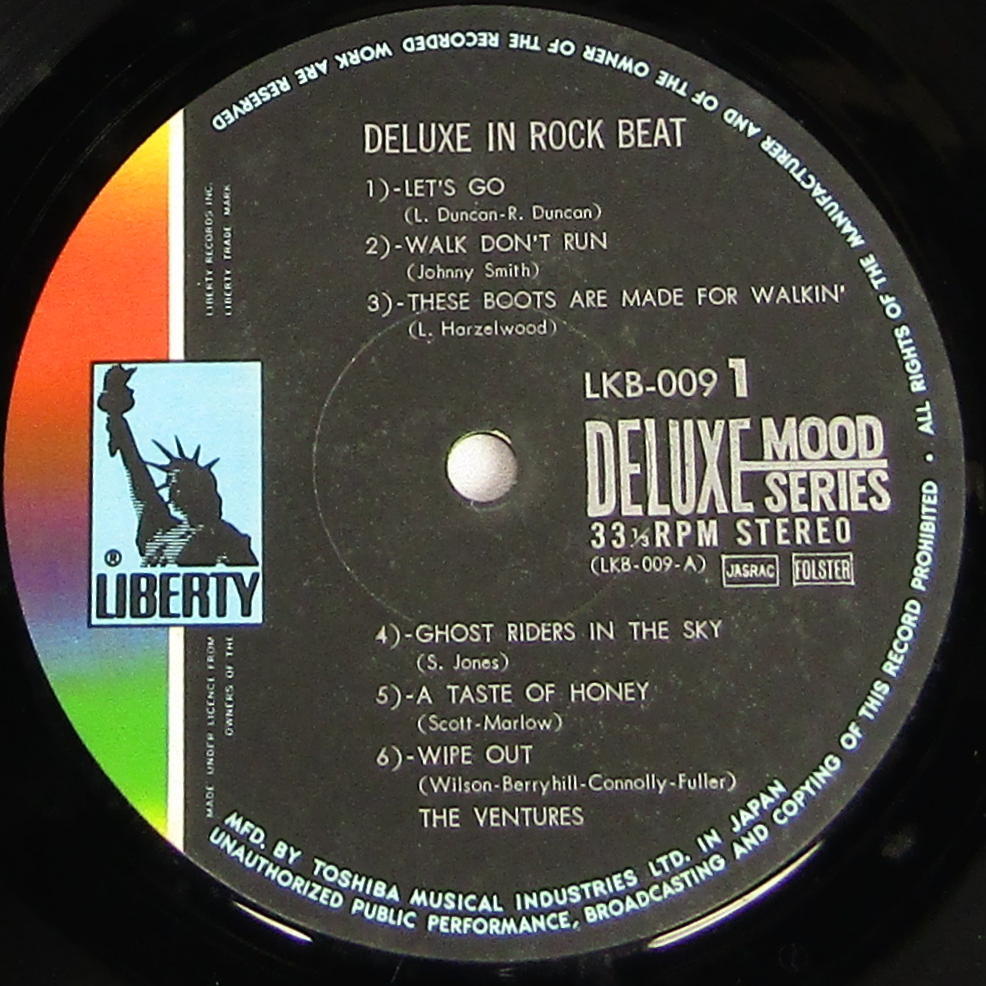 DELUXE IN ROCK BEAT
1)-LET'S GO
(L. Duncan-R. Duncan)
2)-WALK DON'T RUN
(Johnny Smith)
3)-THESE BOOTS ARE MADE FOR WALKIN'
(L. Harzelwood)
LKB-009 1
DELUXE MOOD SERIES
33⅓RPM STEREO
(LKB-009-A) JASRAC FOLSTER
4)-GHOST RIDERS IN THE SKY
(S. Jones)
5)-A TASTE OF HONEY
(Scott-Marlow)
6)-WIPE OUT
(Wilson-Berryhill-Connolly-Fuller)
THE VENTURES
® LIBERTY
MADE UNDER LICENCE FROM LIBERTY RECORDS INC.
OWNERS OF THE LIBERTY TRADE MARK
MFD. BY TOSHIBA MUSICAL INDUSTRIES LTD. IN JAPAN
UNAUTHORIZED PUBLIC PERFORMANCE, BROADCASTING AND COPYING OF THIS RECORD PROHIBITED • ALL RIGHTS OF THE MANUFACTURER AND OF THE OWNER OF THE RECORDED WORK ARE RESERVED